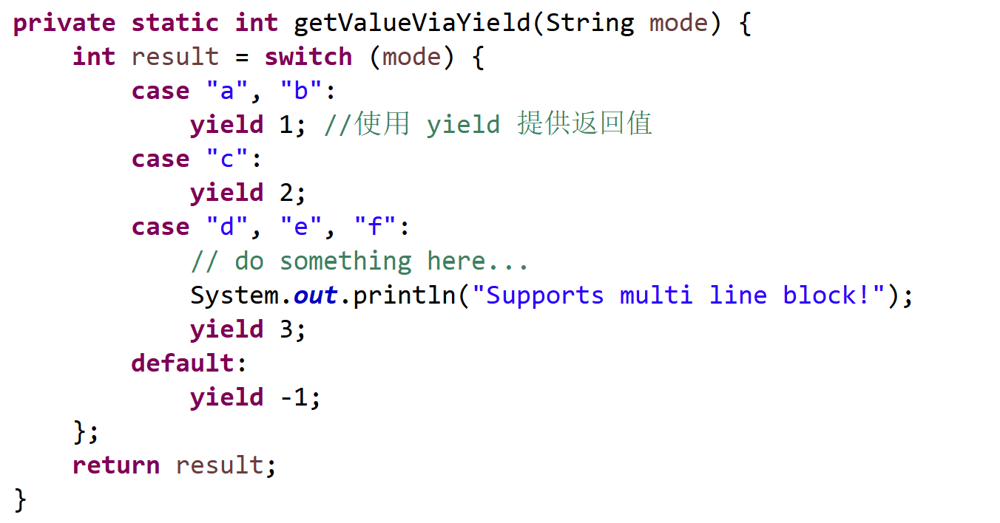 private static int getValueViaYield(String mode) {
    int result = switch (mode) {
        case "a", "b":
            yield 1; //使用 yield 提供返回值
        case "c":
            yield 2;
        case "d", "e", "f":
            // do something here...
            System.out.println("Supports multi line block!");
            yield 3;
        default:
            yield -1;
    };
    return result;
}